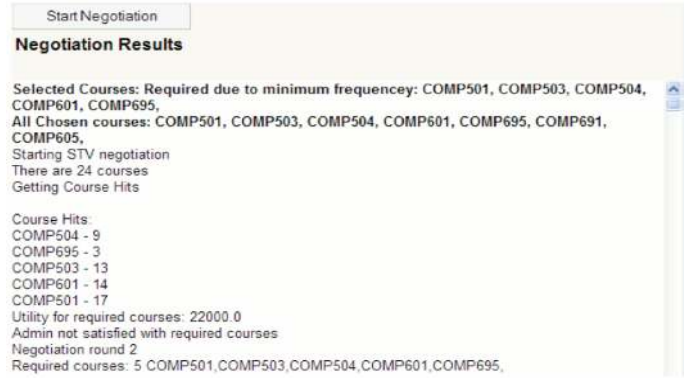 Start Negotiation
Negotiation Results
Selected Courses: Required due to minimum frequencey: COMP501, COMP503, COMP504,
COMP601, COMP695,
All Chosen courses: COMP501, COMP503, COMP504, COMP601, COMP695, COMP691,
COMP605,
Starting STV negotiation
There are 24 courses
Getting Course Hits
Course Hits:
COMP504 - 9
COMP695 - 3
COMP503 - 13
COMP601 - 14
COMP501 - 17
Utility for required courses: 22000.0
Admin not satisfied with required courses
Negotiation round 2
Required courses: 5 COMP501,COMP503,COMP504,COMP601,COMP695,